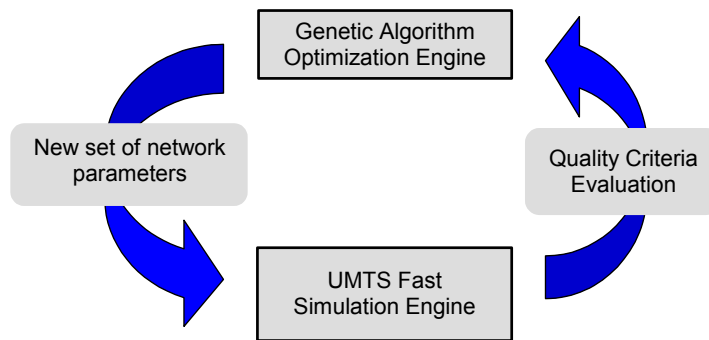 Genetic Algorithm
Optimization Engine
New set of network
parameters
Quality Criteria
Evaluation
UMTS Fast
Simulation Engine